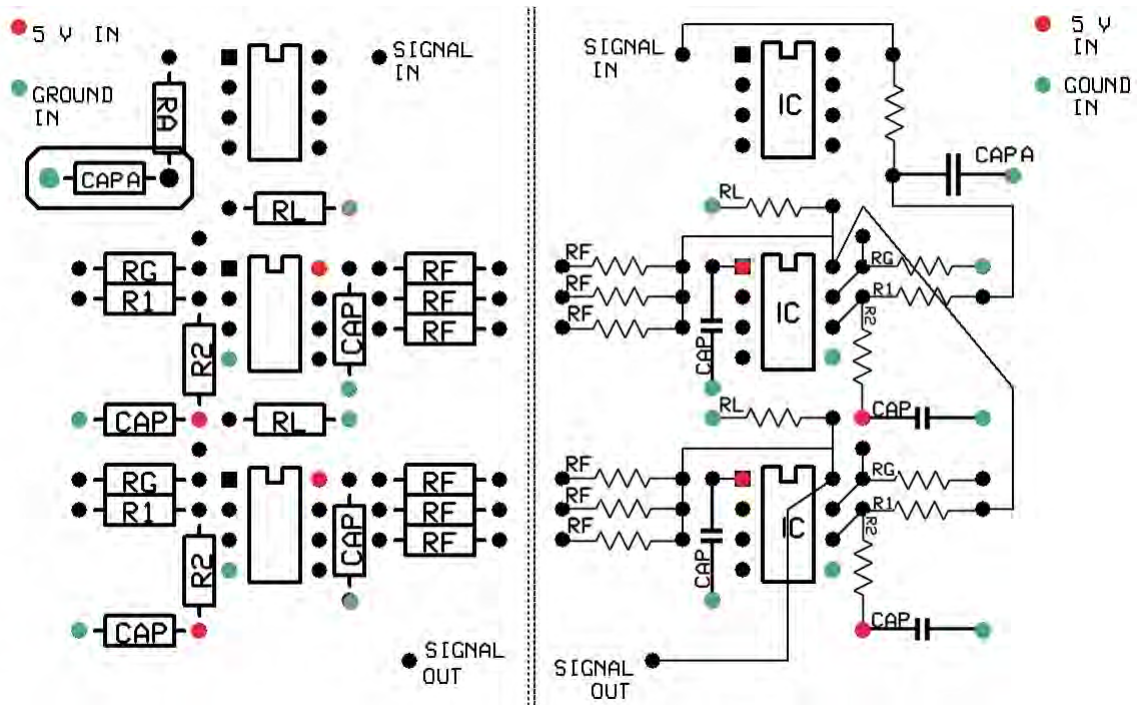 5 V IN
GROUND
IN
RA
CAPA
SIGNAL
IN
RL
RG
R1
R2
CAP
RF
RF
RF
CAP
RL
RG
R1
R2
CAP
RF
RF
RF
CAP
SIGNAL
OUT
SIGNAL
IN
IC
5 V
IN
GOUND
IN
CAPA
RL
RF
RF
RF
CAP
IC
RG
R1
R2
CAP
RL
RF
RF
RF
CAP
IC
RG
R1
R2
CAP
SIGNAL
OUT